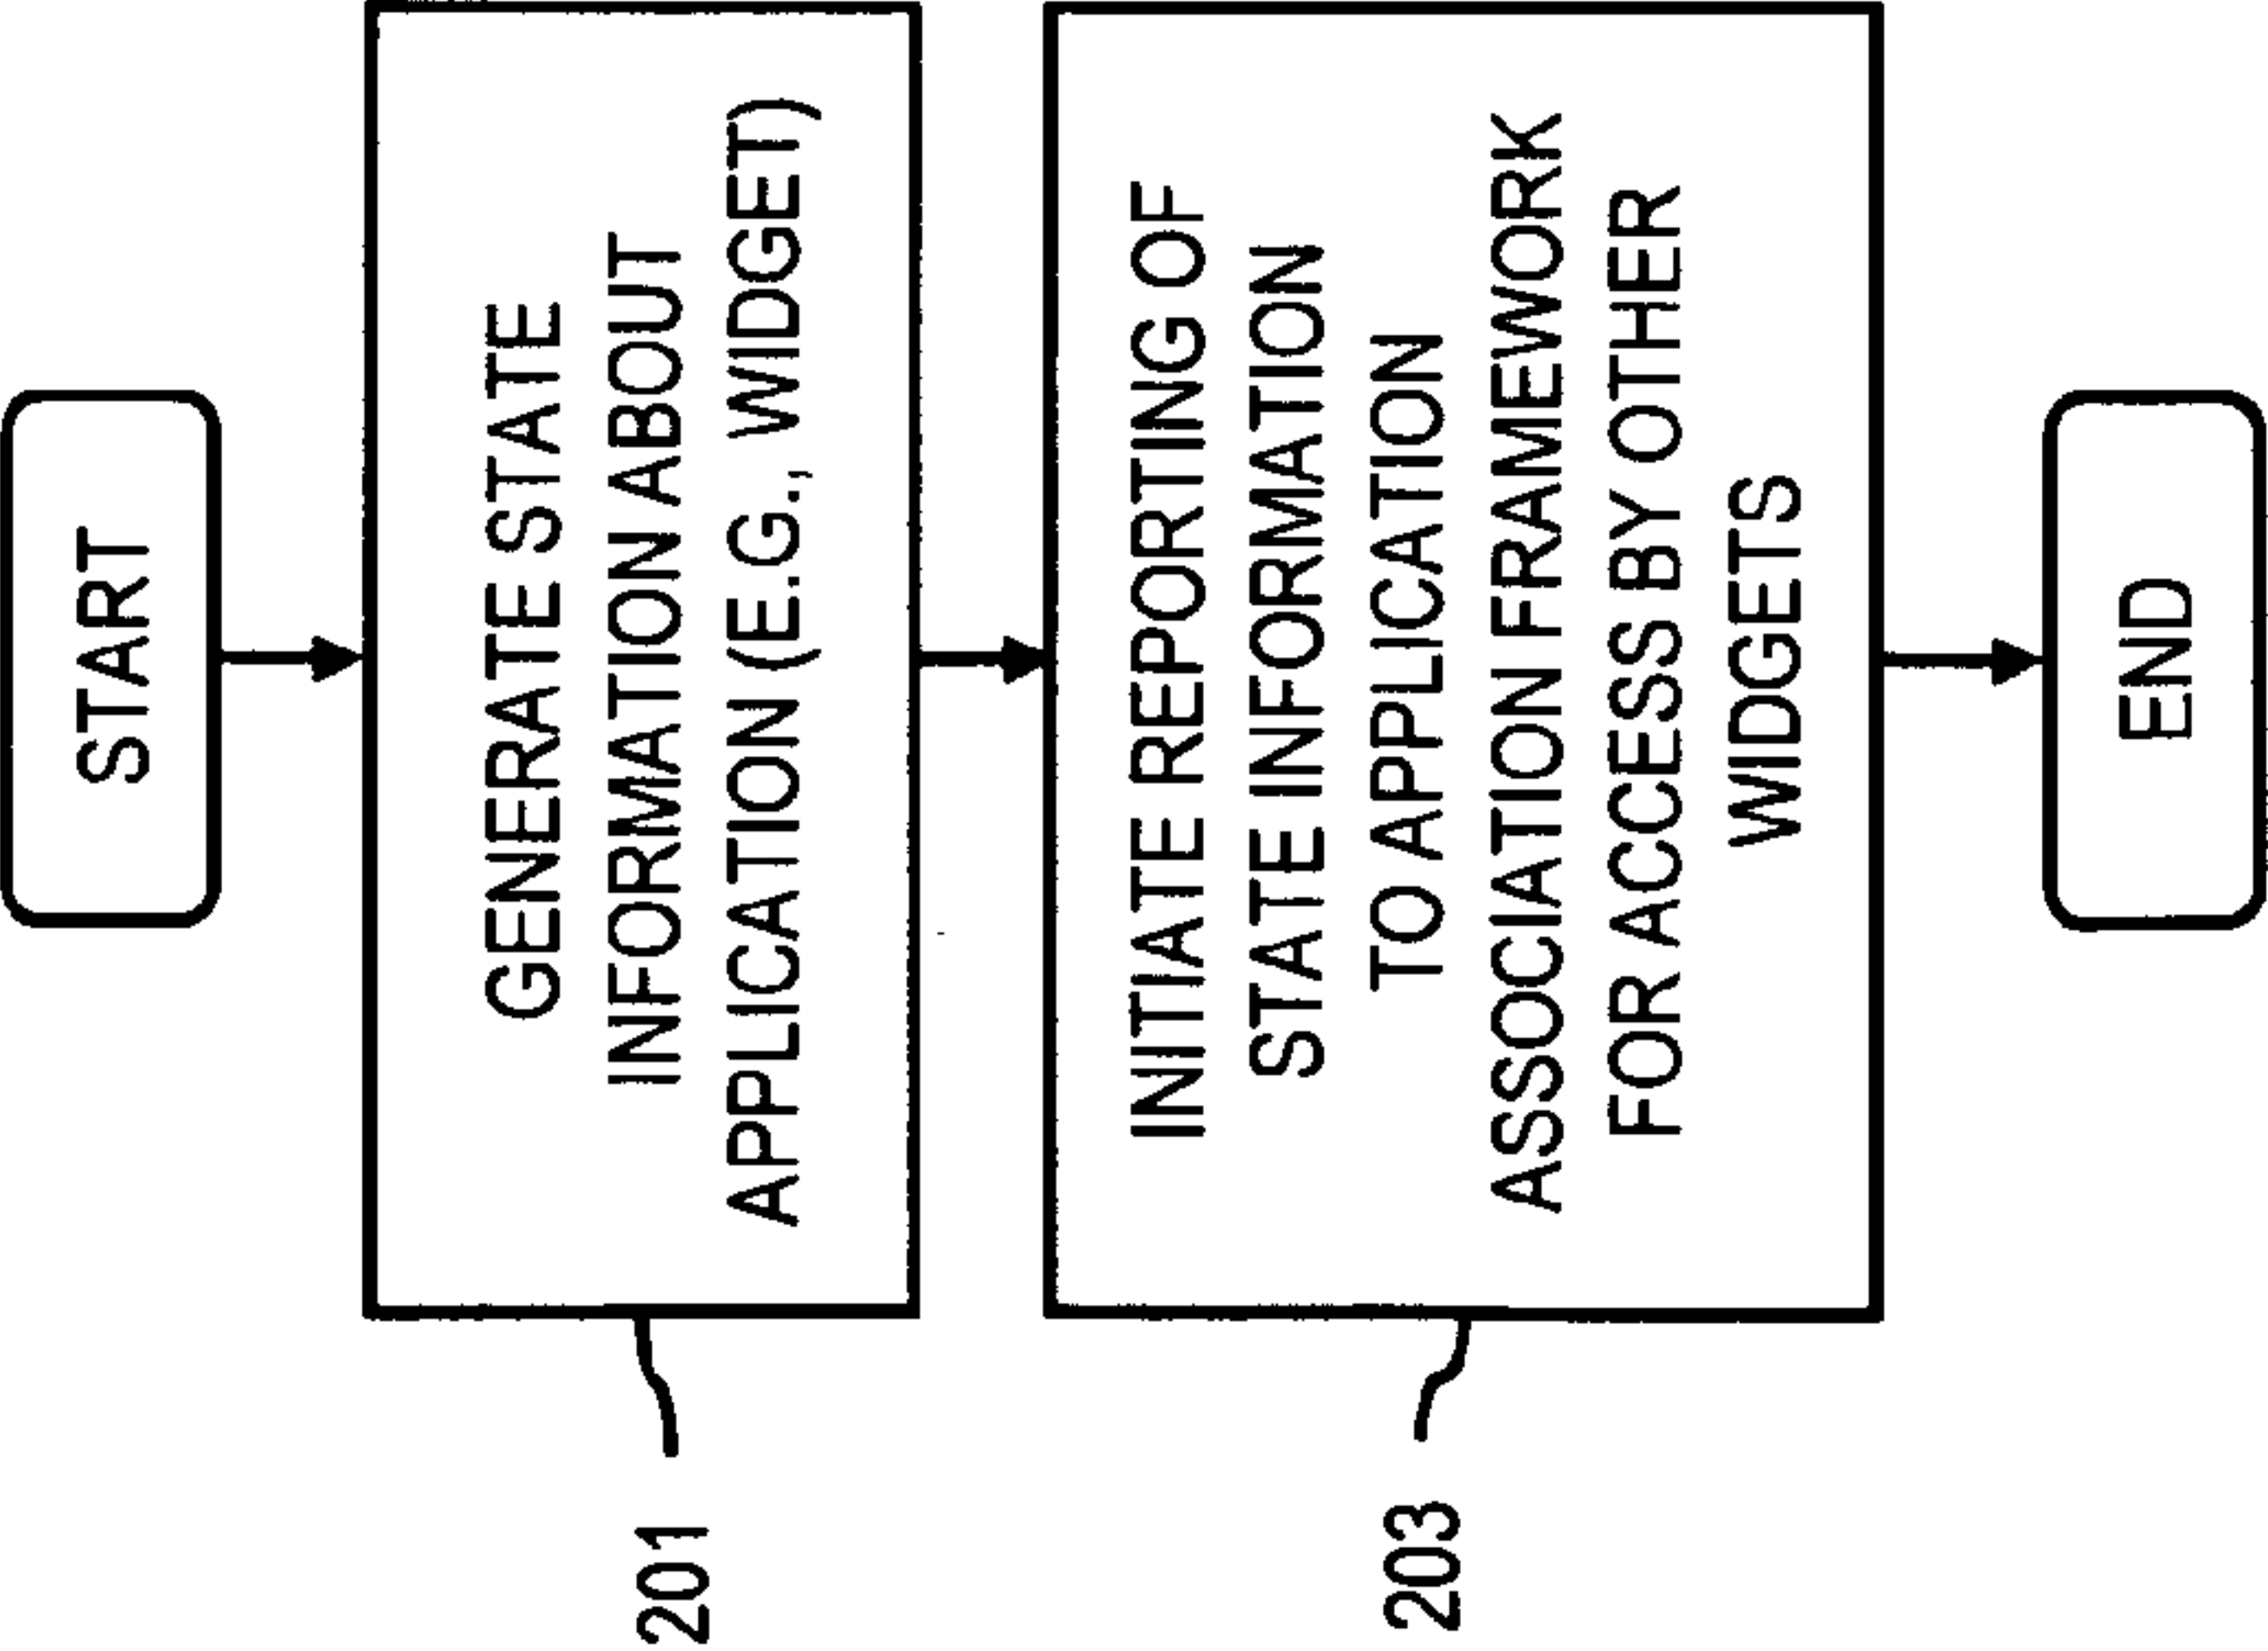 START
GENERATE STATE
INFORMATION ABOUT
APPLICATION (E.G., WIDGET)
201
INITIATE REPORTING OF
STATE INFORMATION
TO APPLICATION
ASSOCIATION FRAMEWORK
FOR ACCESS BY OTHER
WIDGETS
203
END